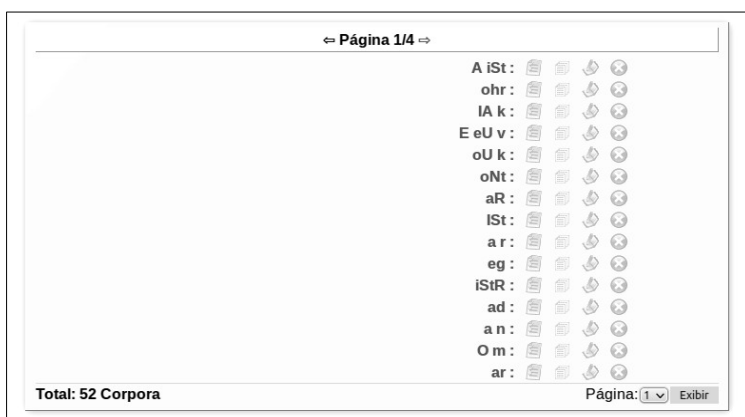 ⇦ Página 1/4 ⇨
A iSt :
ohr :
IA k :
E eU v :
oU k :
oNt :
aR :
ISt :
a r :
eg :
iStR :
ad :
a n :
O m :
ar :
Total: 52 Corpora Página: 1 Exibir